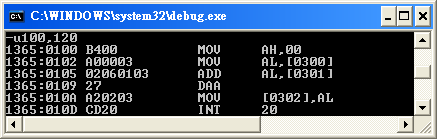 C:\WINDOWS\system32\debug.exe
-u100,120
1365:0100 B400 MOV AH,00
1365:0102 A00003 MOV AL,[0300]
1365:0105 02060103 ADD AL,[0301]
1365:0109 27 DAA
1365:010A A20203 MOV [0302],AL
1365:010D CD20 INT 20